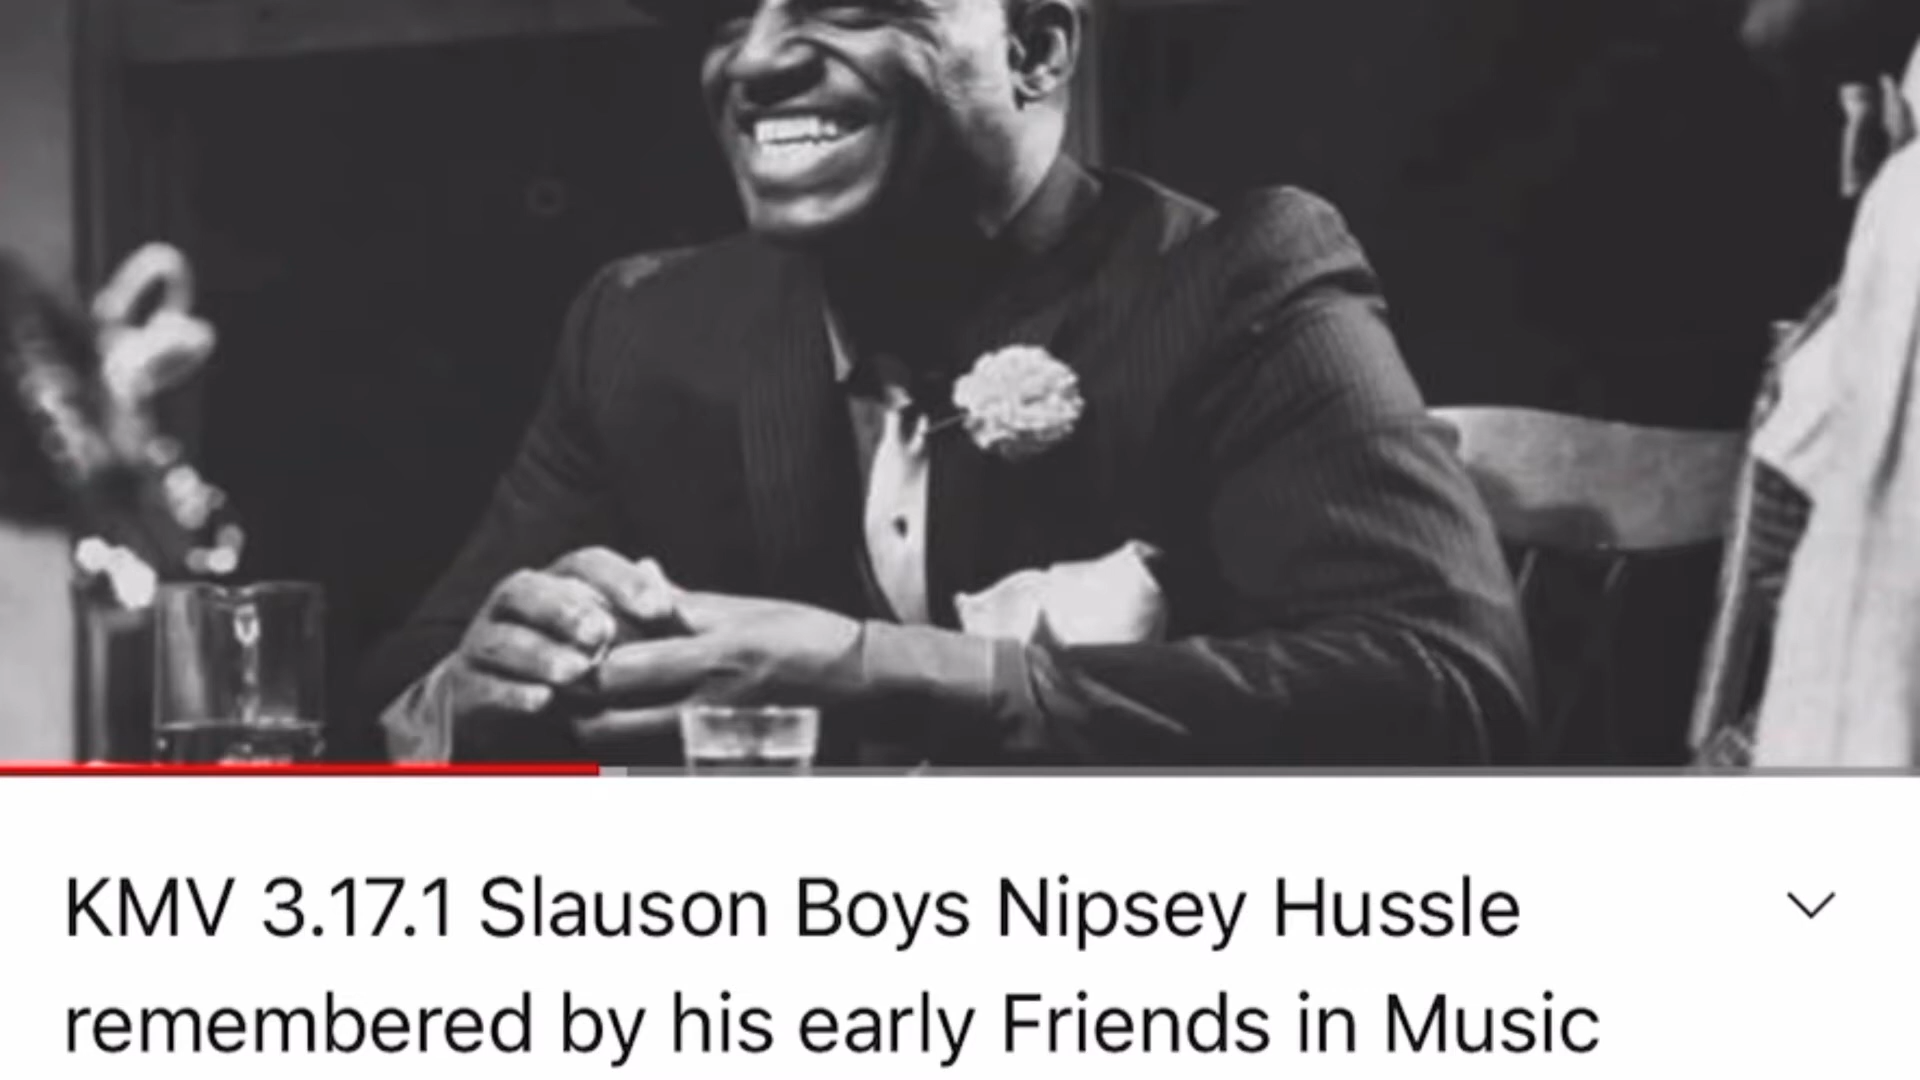 KMV 3.17.1 Slauson Boys Nipsey Hussle
remembered by his early Friends in Music